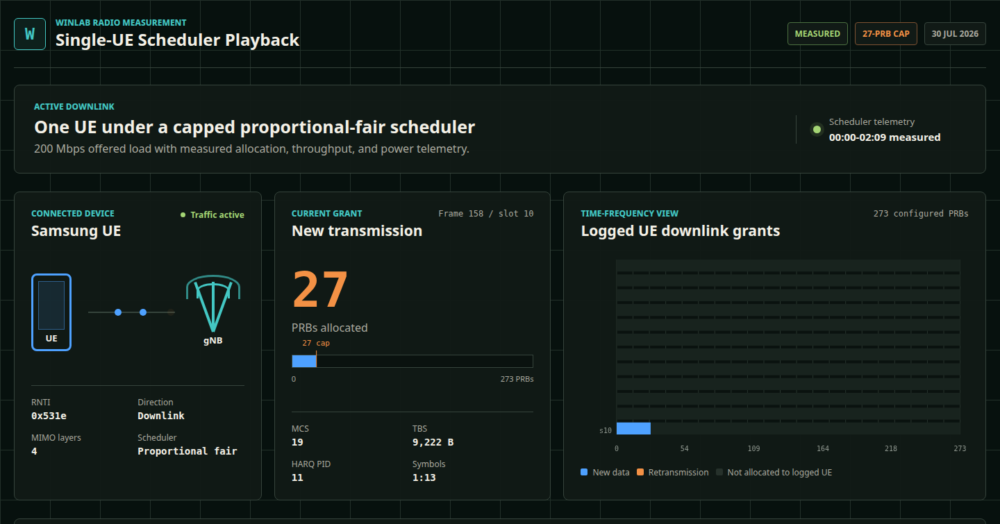 W
WINLAB RADIO MEASUREMENT
Single-UE Scheduler Playback
MEASURED
27-PRB CAP
30 JUL 2026
ACTIVE DOWNLINK
One UE under a capped proportional-fair scheduler
200 Mbps offered load with measured allocation, throughput, and power telemetry.
Scheduler telemetry
00:00-02:09 measured
CONNECTED DEVICE
Traffic active
Samsung UE
UE
gNB
RNTI
Direction
0x531e
Downlink
MIMO layers
Scheduler
4
Proportional fair
CURRENT GRANT
Frame 158 / slot 10
New transmission
27
PRBs allocated
27 cap
0
273 PRBs
MCS
TBS
19
9,222 B
HARQ PID
Symbols
11
1:13
TIME-FREQUENCY VIEW
273 configured PRBs
Logged UE downlink grants
s10
0 54 109 164 218 273
New data
Retransmission
Not allocated to logged UE